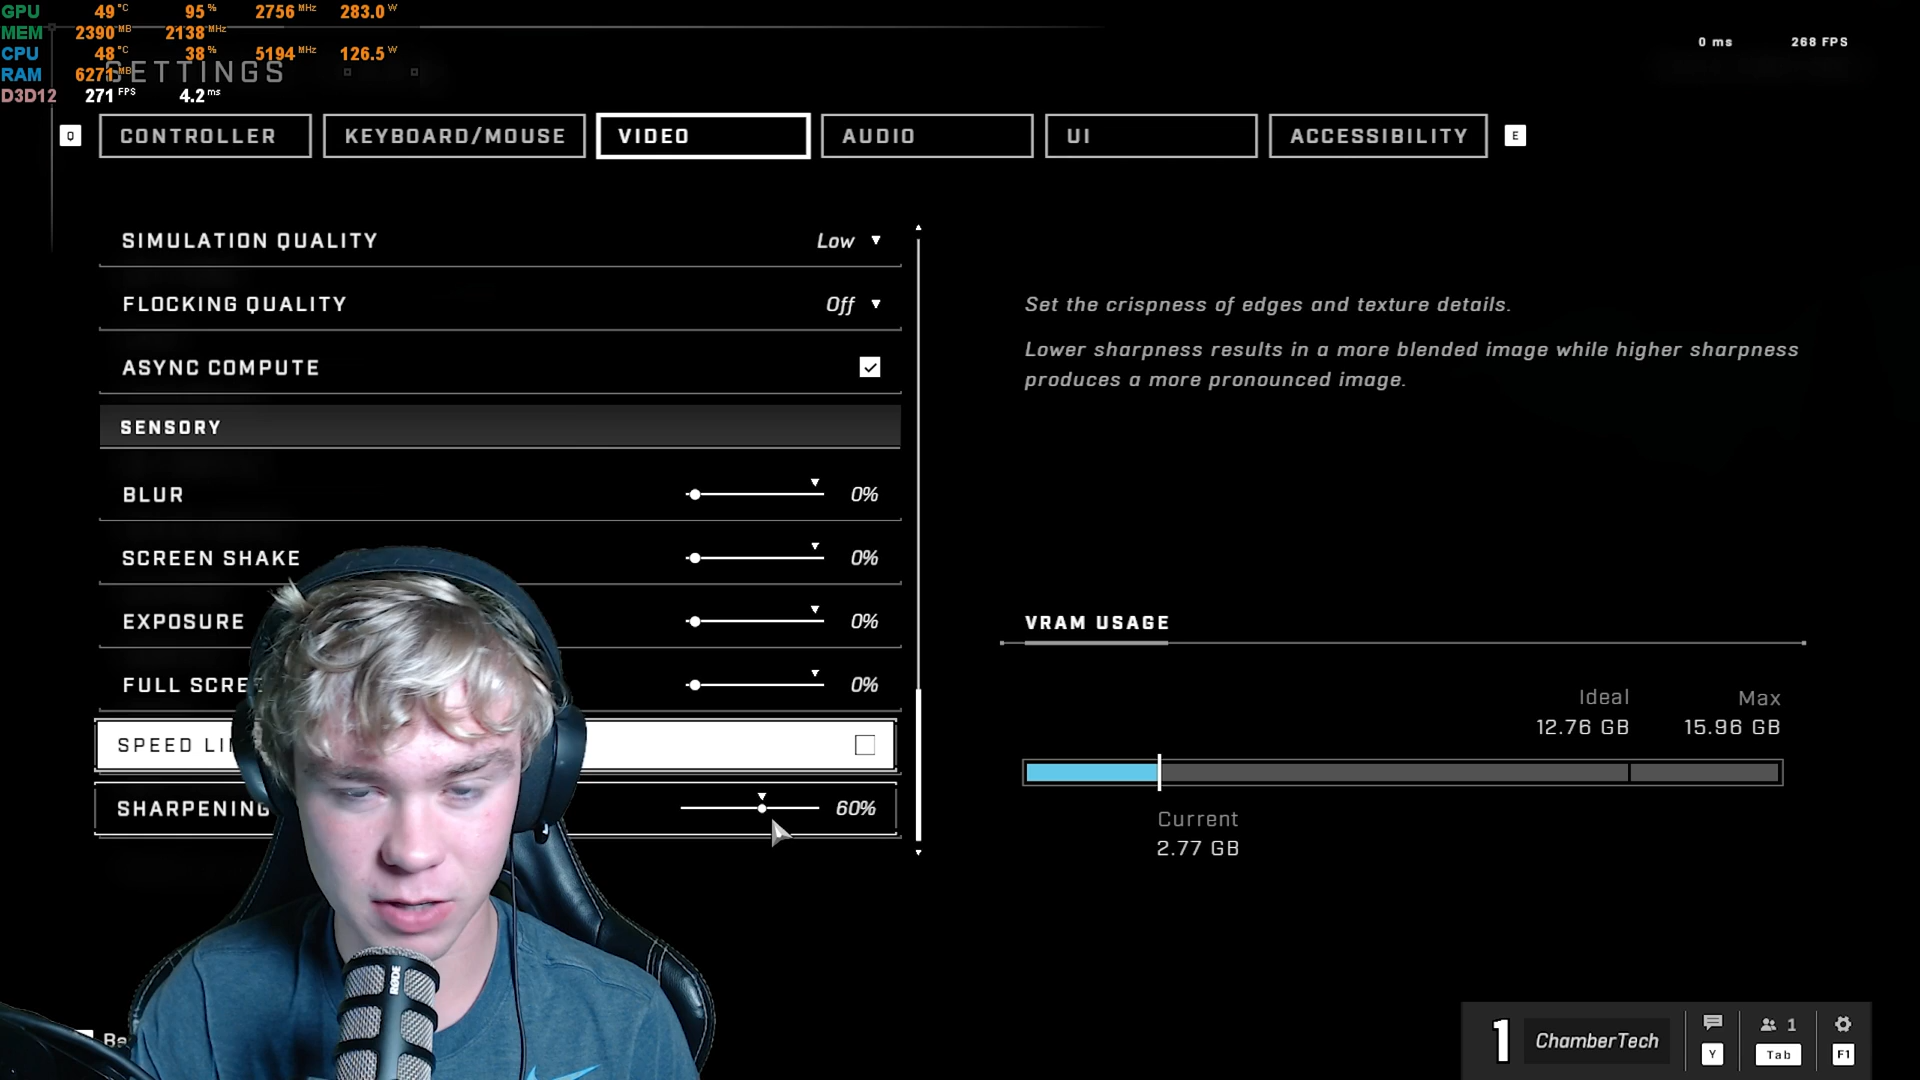 GPU 49 °C 95 % 2756 MHz 283.0 W
MEM 2390 MB 2138 MHz
CPU 48 °C 38 % 5194 MHz 126.5 W
RAM 6271 MB
D3D12 271 FPS 4.2 ms
SETTINGS
0 ms 268 FPS
Q CONTROLLER KEYBOARD/MOUSE VIDEO AUDIO UI ACCESSIBILITY E
SIMULATION QUALITY Low
FLOCKING QUALITY Off
ASYNC COMPUTE
SENSORY
BLUR 0%
SCREEN SHAKE 0%
EXPOSURE 0%
FULL 0%
SPEED
SHARPENING 60%
Set the crispness of edges and texture details.
Lower sharpness results in a more blended image while higher sharpness
produces a more pronounced image.
VRAM USAGE
Ideal Max
12.76 GB 15.96 GB
Current
2.77 GB
RØDE
1 ChamberTech 1
Y Tab F1